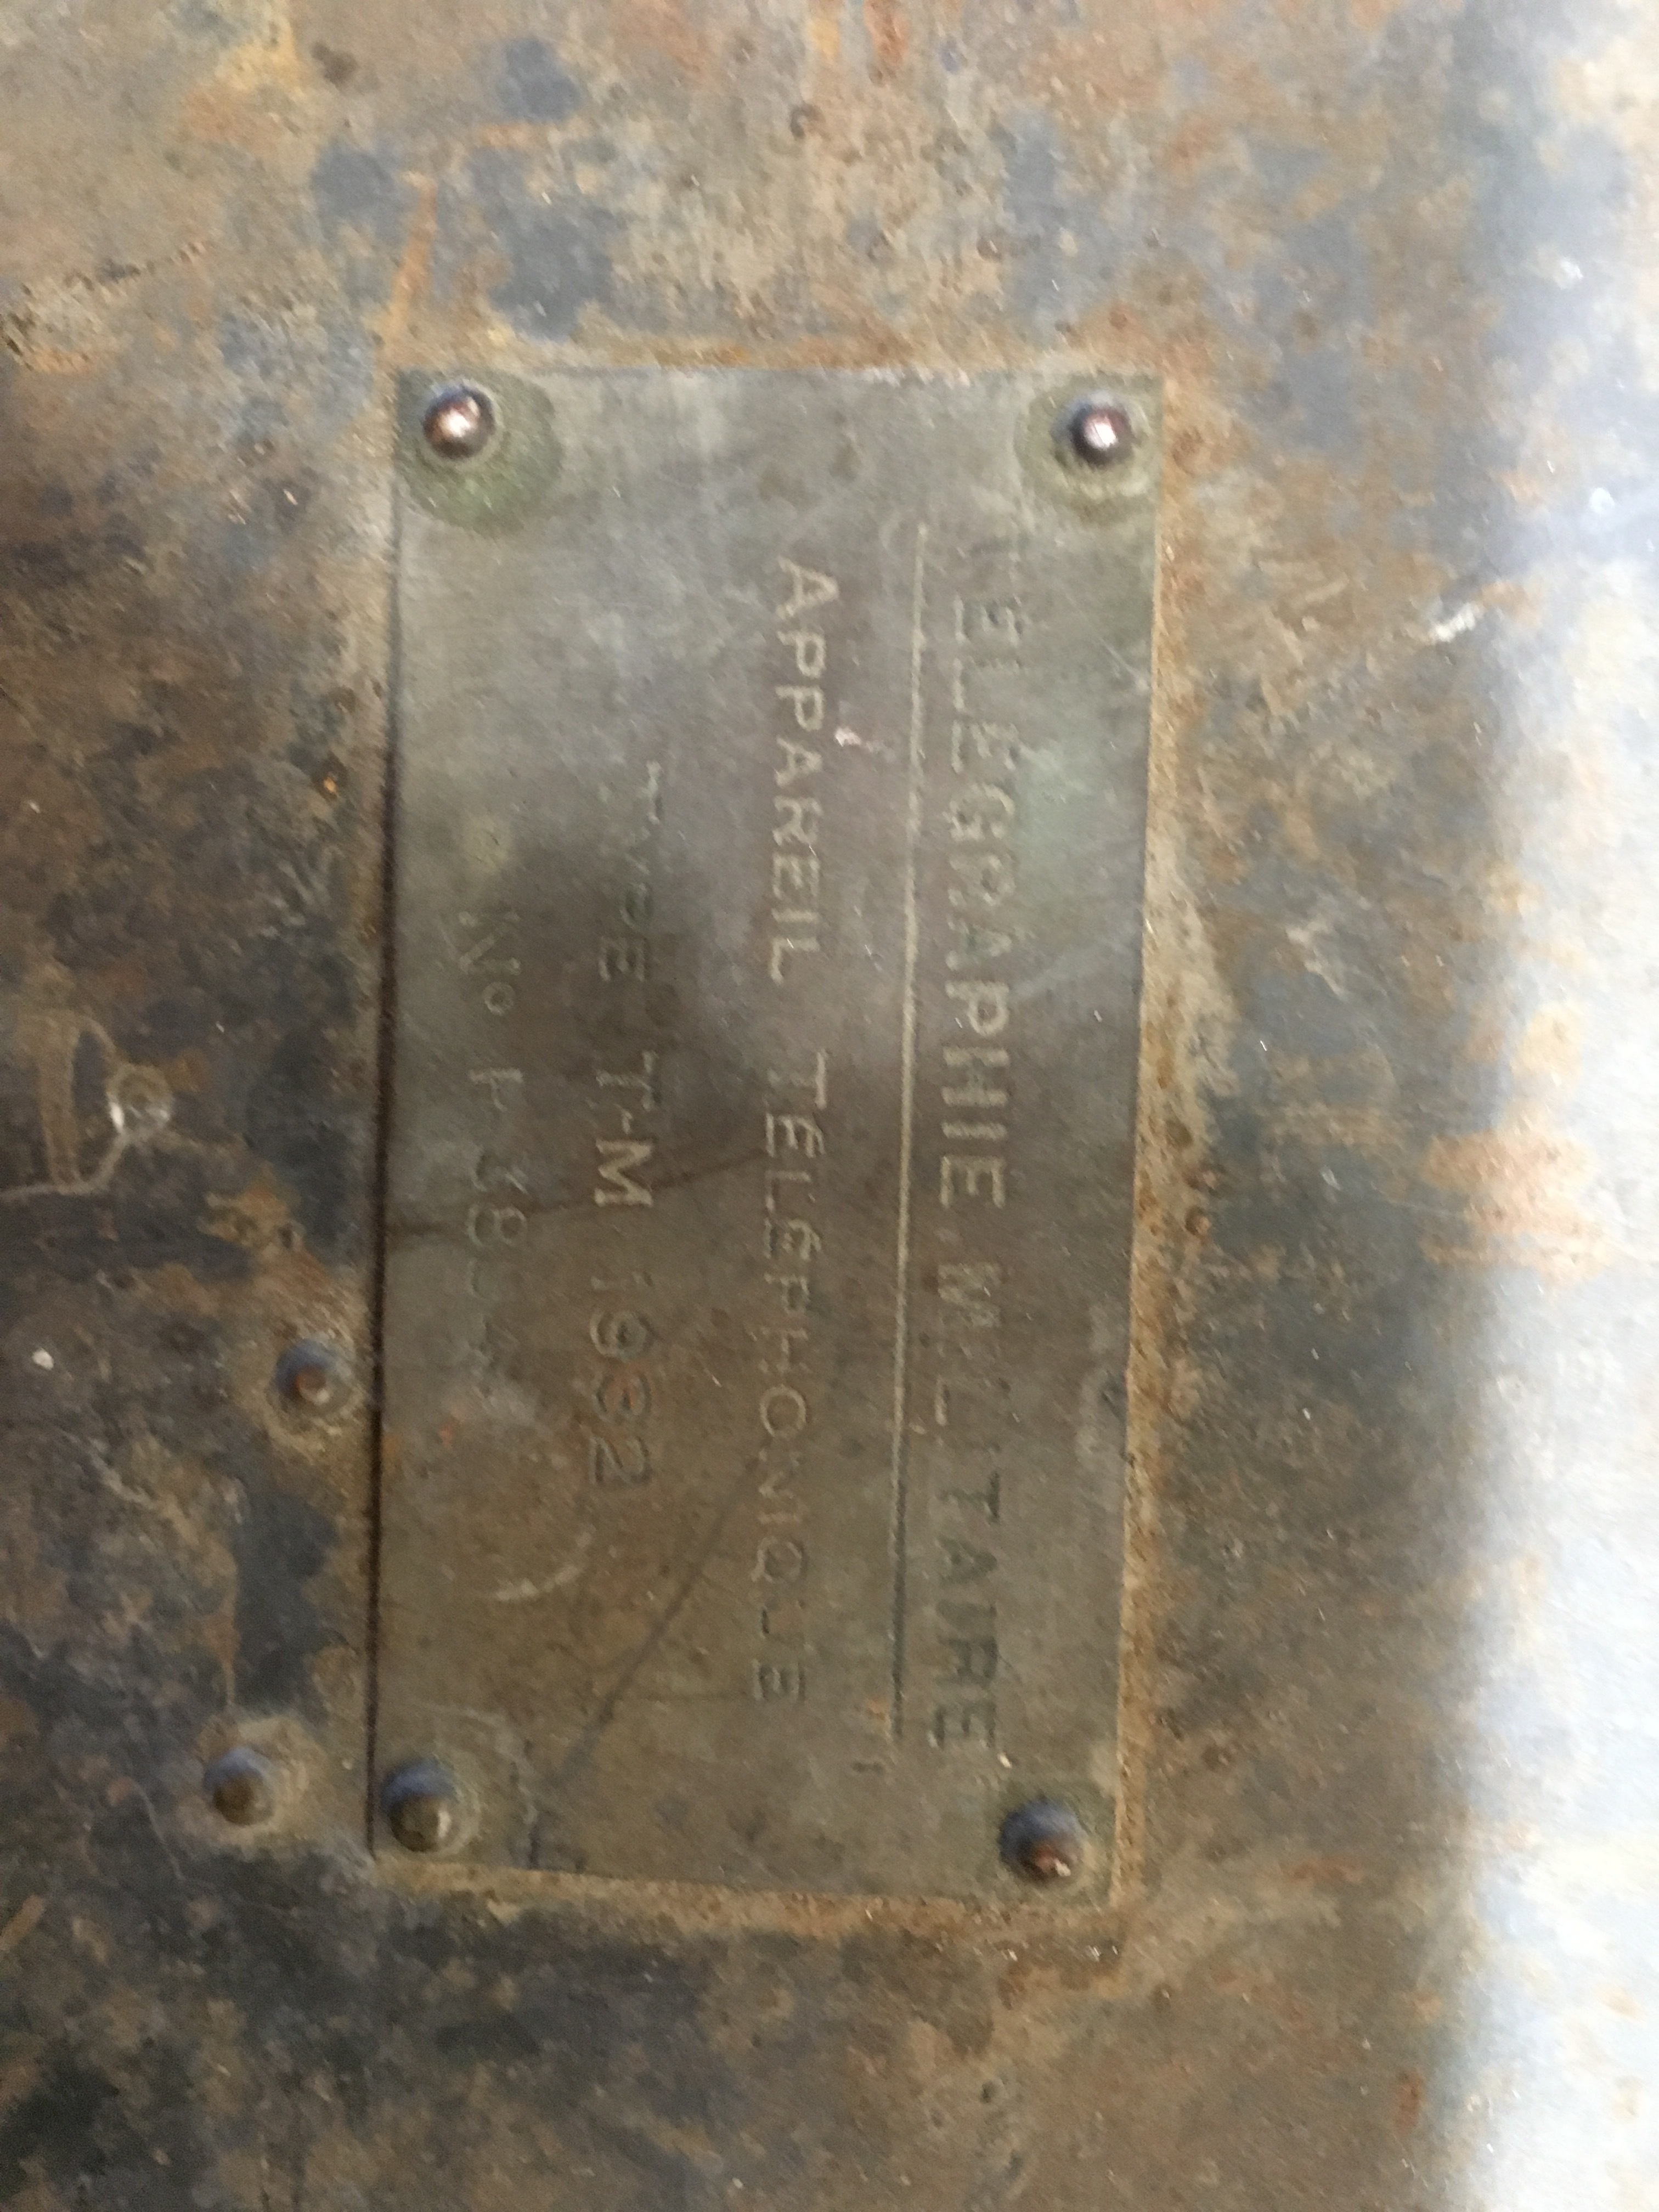 TÉLÉGRAPHIE MILITAIRE
APPAREIL TÉLÉPHONIQUE
TYPE T-M 1932